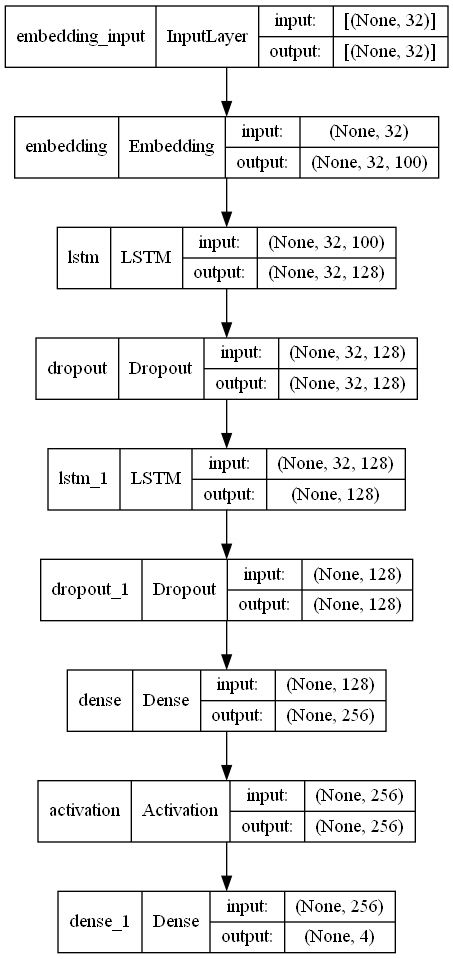 embedding_input InputLayer input: [(None, 32)]
output: [(None, 32)]
embedding Embedding input: (None, 32)
output: (None, 32, 100)
lstm LSTM input: (None, 32, 100)
output: (None, 32, 128)
dropout Dropout input: (None, 32, 128)
output: (None, 32, 128)
lstm_1 LSTM input: (None, 32, 128)
output: (None, 128)
dropout_1 Dropout input: (None, 128)
output: (None, 128)
dense Dense input: (None, 128)
output: (None, 256)
activation Activation input: (None, 256)
output: (None, 256)
dense_1 Dense input: (None, 256)
output: (None, 4)